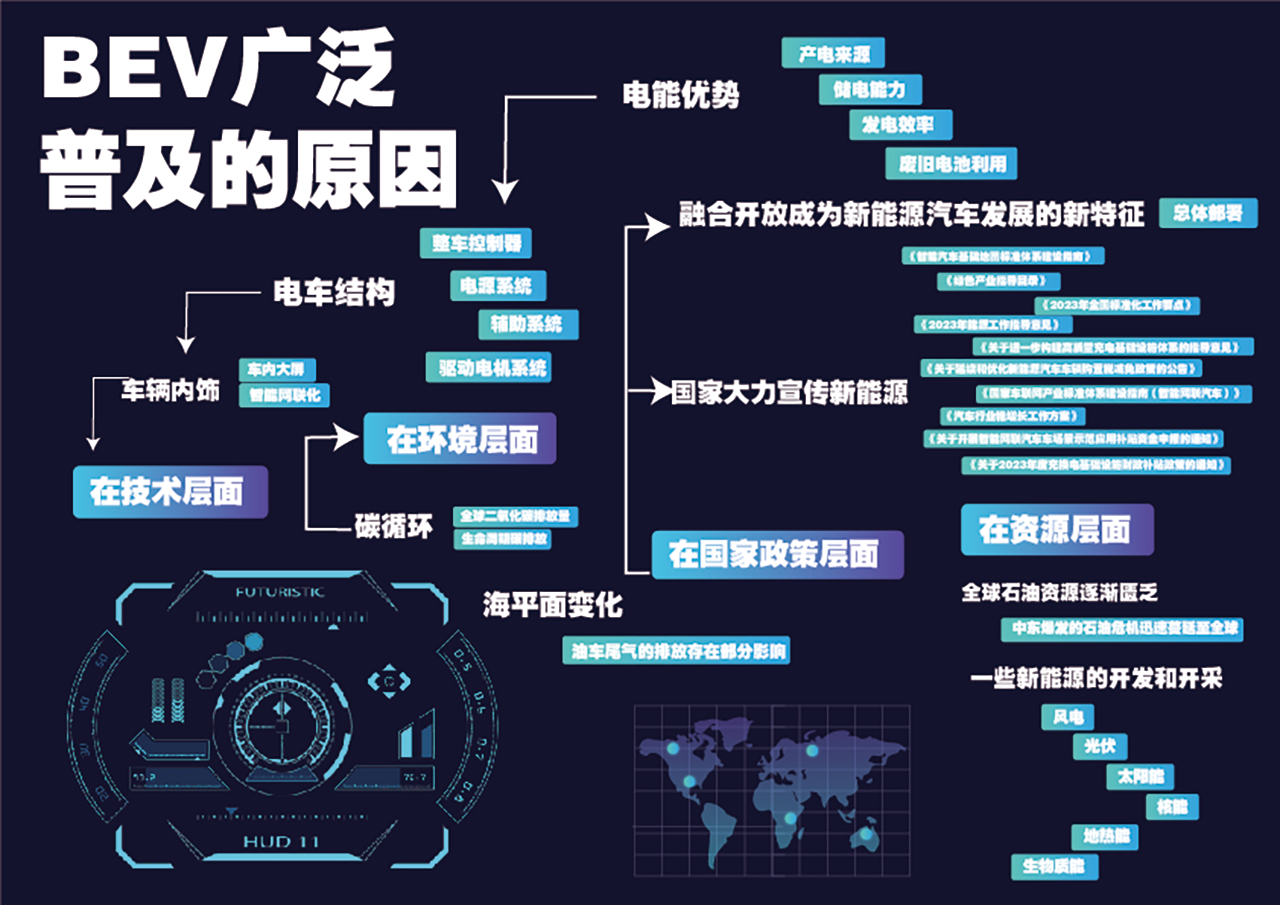 BEV广泛
普及的原因
电能优势
产电来源
储电能力
发电效率
废旧电池利用
整车控制器
电源系统
辅助系统
驱动电机系统
电车结构
车辆内饰
车内大屏
智能网联化
在技术层面
在环境层面
碳循环
全球二氧化碳排放量
生命周期碳排放
海平面变化
油车尾气的排放存在部分影响
融合开放成为新能源汽车发展的新特征
总体部署
国家大力宣传新能源
《智能汽车基础地图标准体系建设指南》
《绿色产业指导目录》
《2023年全国标准化工作要点》
《2023年能源工作指导意见》
《关于进一步构建高质量充电基础设施体系的指导意见》
《关于延续和优化新能源汽车车辆购置税减免政策的公告》
《国家车联网产业标准体系建设指南（智能网联汽车）》
《汽车行业稳增长工作方案》
《关于开展智能网联汽车车场景示范应用补贴资金申报的通知》
《关于2023年度充换电基础设施财政补贴政策的通知》
在国家政策层面
在资源层面
全球石油资源逐渐匮乏
中东爆发的石油危机迅速蔓延至全球
一些新能源的开发和开采
风电
光伏
太阳能
核能
地热能
生物质能
FUTURISTIC
50
40
30
20
0.5
0.6
0.7
HUD 11